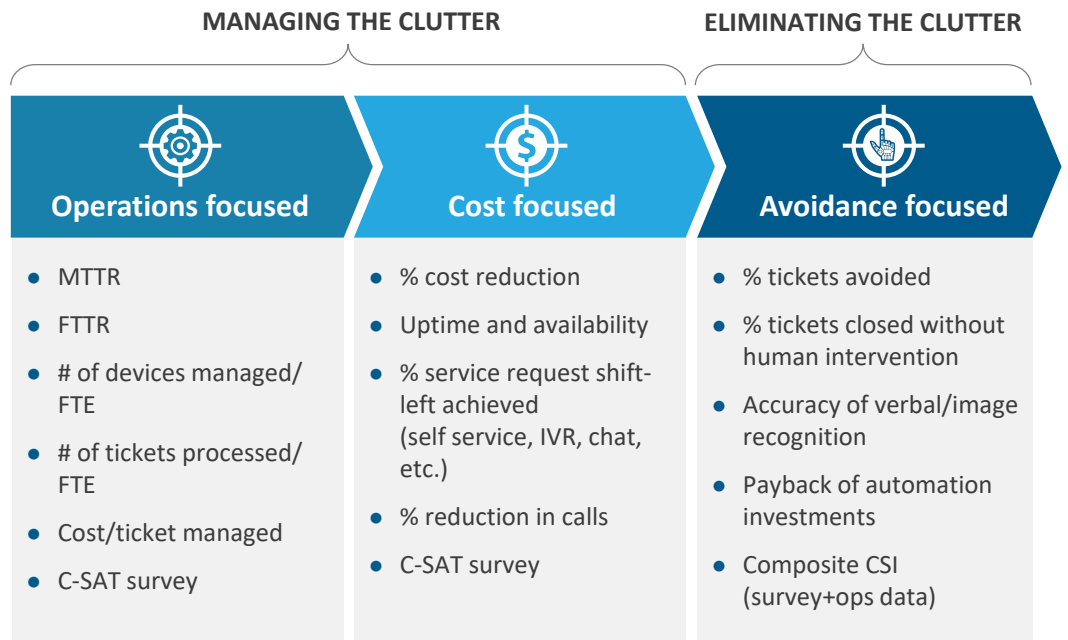 MANAGING THE CLUTTER
ELIMINATING THE CLUTTER
Operations focused
Cost focused
Avoidance focused
● MTTR
● FTTR
● # of devices managed/
FTE
● # of tickets processed/
FTE
● Cost/ticket managed
● C-SAT survey
● % cost reduction
● Uptime and availability
● % service request shift-
left achieved
(self service, IVR, chat,
etc.)
● % reduction in calls
● C-SAT survey
● % tickets avoided
● % tickets closed without
human intervention
● Accuracy of verbal/image
recognition
● Payback of automation
investments
● Composite CSI
(survey+ops data)